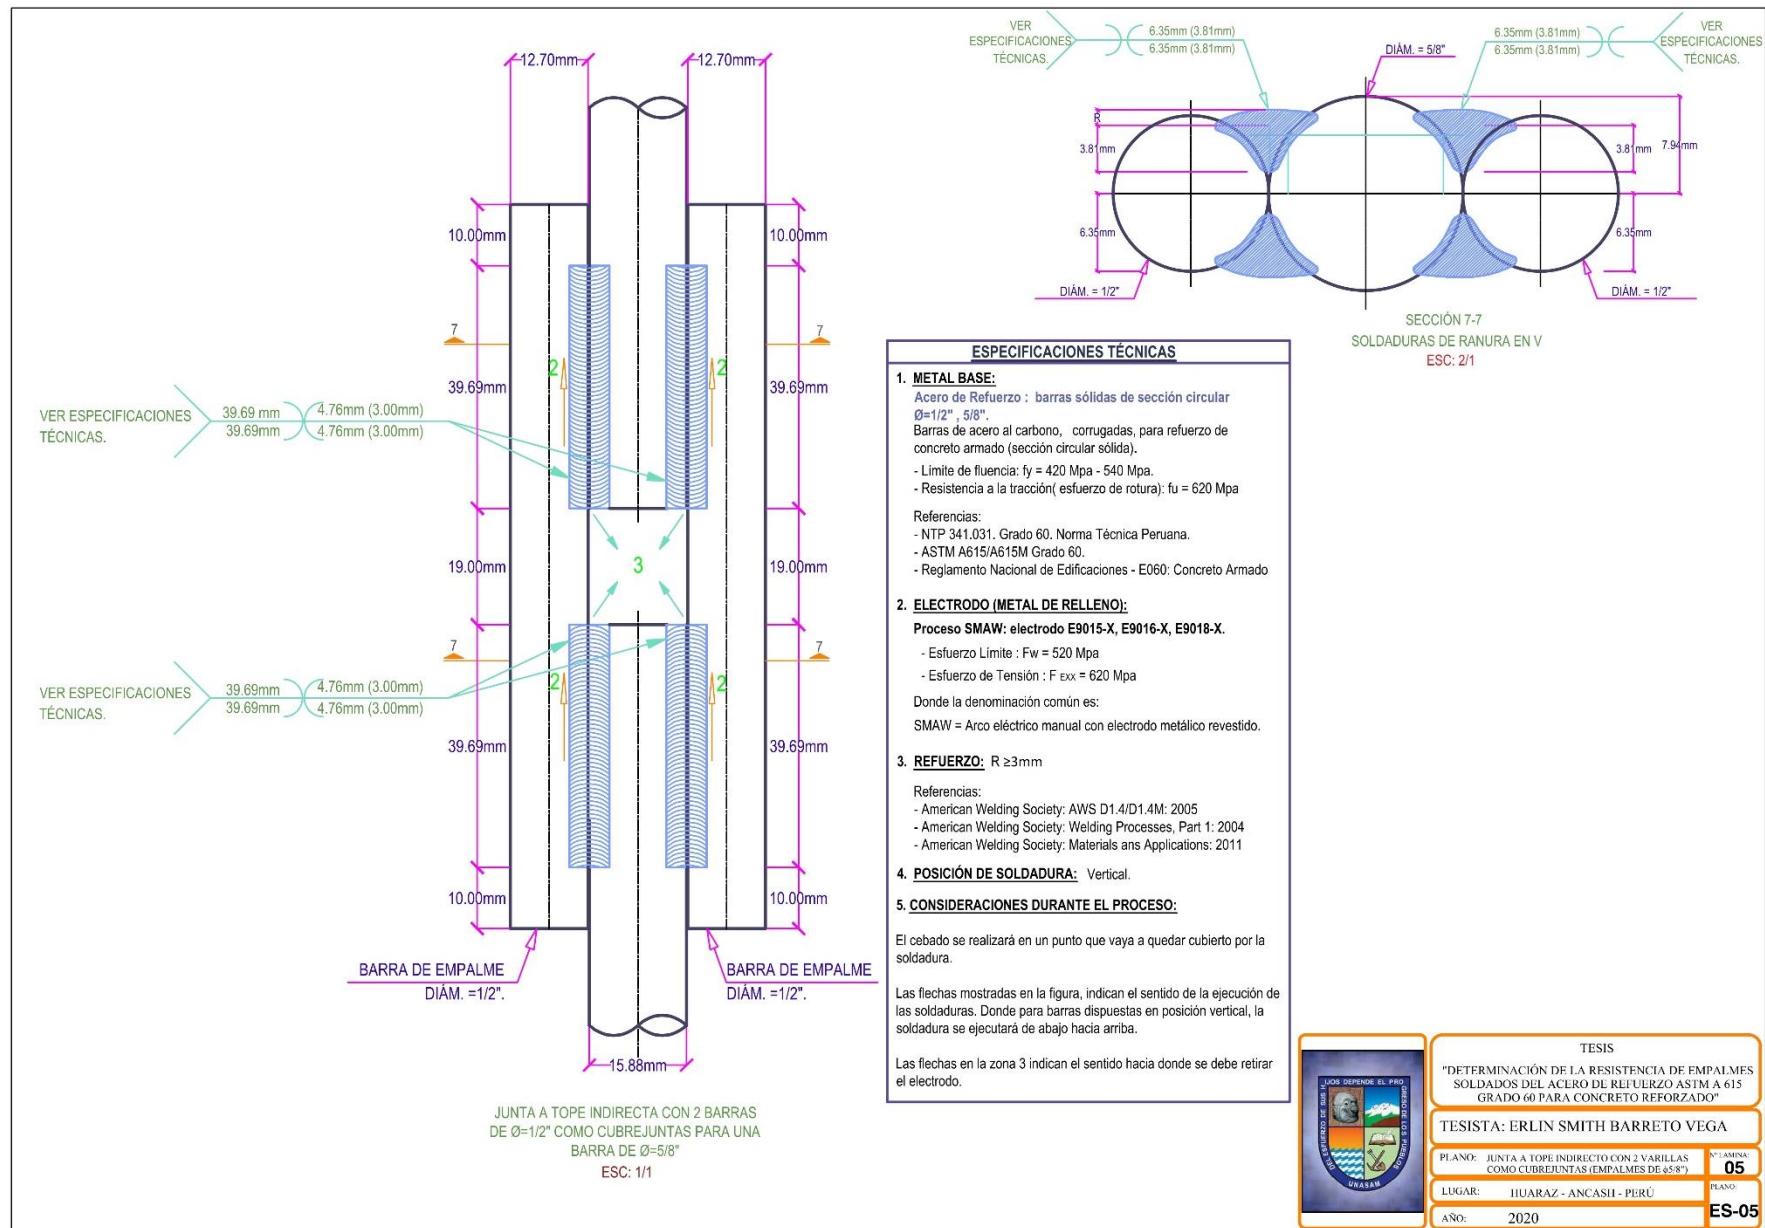 12.70mm
12.70mm
10.00mm
10.00mm
7
7
2
2
39.69mm
39.69mm
VER ESPECIFICACIONES
TÉCNICAS.
39.69 mm
39.69mm
4.76mm (3.00mm)
4.76mm (3.00mm)
19.00mm
3
19.00mm
7
7
2
2
VER ESPECIFICACIONES
TÉCNICAS.
39.69mm
39.69mm
4.76mm (3.00mm)
4.76mm (3.00mm)
39.69mm
39.69mm
10.00mm
10.00mm
BARRA DE EMPALME
DIÁM. =1/2".
BARRA DE EMPALME
DIÁM. =1/2".
15.88mm
JUNTA A TOPE INDIRECTA CON 2 BARRAS
DE Ø=1/2" COMO CUBREJUNTAS PARA UNA
BARRA DE Ø=5/8"
ESC: 1/1
VER
ESPECIFICACIONES
TÉCNICAS.
6.35mm (3.81mm)
6.35mm (3.81mm)
DIÁM. = 5/8"
6.35mm (3.81mm)
6.35mm (3.81mm)
VER
ESPECIFICACIONES
TÉCNICAS.
R
3.81mm
3.81mm
7.94mm
6.35mm
6.35mm
DIÁM. = 1/2"
DIÁM. = 1/2"
SECCIÓN 7-7
SOLDADURAS DE RANURA EN V
ESC: 2/1
ESPECIFICACIONES TÉCNICAS
1. METAL BASE:
Acero de Refuerzo : barras sólidas de sección circular
Ø=1/2" , 5/8".
Barras de acero al carbono, corrugadas, para refuerzo de
concreto armado (sección circular sólida).
- Límite de fluencia: fy = 420 Mpa - 540 Mpa.
- Resistencia a la tracción( esfuerzo de rotura): fu = 620 Mpa
Referencias:
- NTP 341.031. Grado 60. Norma Técnica Peruana.
- ASTM A615/A615M Grado 60.
- Reglamento Nacional de Edificaciones - E060: Concreto Armado
2. ELECTRODO (METAL DE RELLENO):
Proceso SMAW: electrodo E9015-X, E9016-X, E9018-X.
- Esfuerzo Límite : Fw = 520 Mpa
- Esfuerzo de Tensión : F EXX = 620 Mpa
Donde la denominación común es:
SMAW = Arco eléctrico manual con electrodo metálico revestido.
3. REFUERZO: R ≥3mm
Referencias:
- American Welding Society: AWS D1.4/D1.4M: 2005
- American Welding Society: Welding Processes, Part 1: 2004
- American Welding Society: Materials ans Applications: 2011
4. POSICIÓN DE SOLDADURA: Vertical.
5. CONSIDERACIONES DURANTE EL PROCESO:
El cebado se realizará en un punto que vaya a quedar cubierto por la
soldadura.
Las flechas mostradas en la figura, indican el sentido de la ejecución de
las soldaduras. Donde para barras dispuestas en posición vertical, la
soldadura se ejecutará de abajo hacia arriba.
Las flechas en la zona 3 indican el sentido hacia donde se debe retirar
el electrodo.
DEL ESFUERZO DE SUS HIJOS DEPENDE EL PROGRESO DE LOS PUEBLOS
UNASAM
TESIS
"DETERMINACIÓN DE LA RESISTENCIA DE EMPALMES
SOLDADOS DEL ACERO DE REFUERZO ASTM A 615
GRADO 60 PARA CONCRETO REFORZADO"
TESISTA: ERLIN SMITH BARRETO VEGA
PLANO: JUNTA A TOPE INDIRECTO CON 2 VARILLAS
COMO CUBREJUNTAS (EMPALMES DE ø5/8")
N° LAMINA:
05
LUGAR: HUARAZ - ANCASH - PERÚ
PLANO:
ES-05
AÑO: 2020